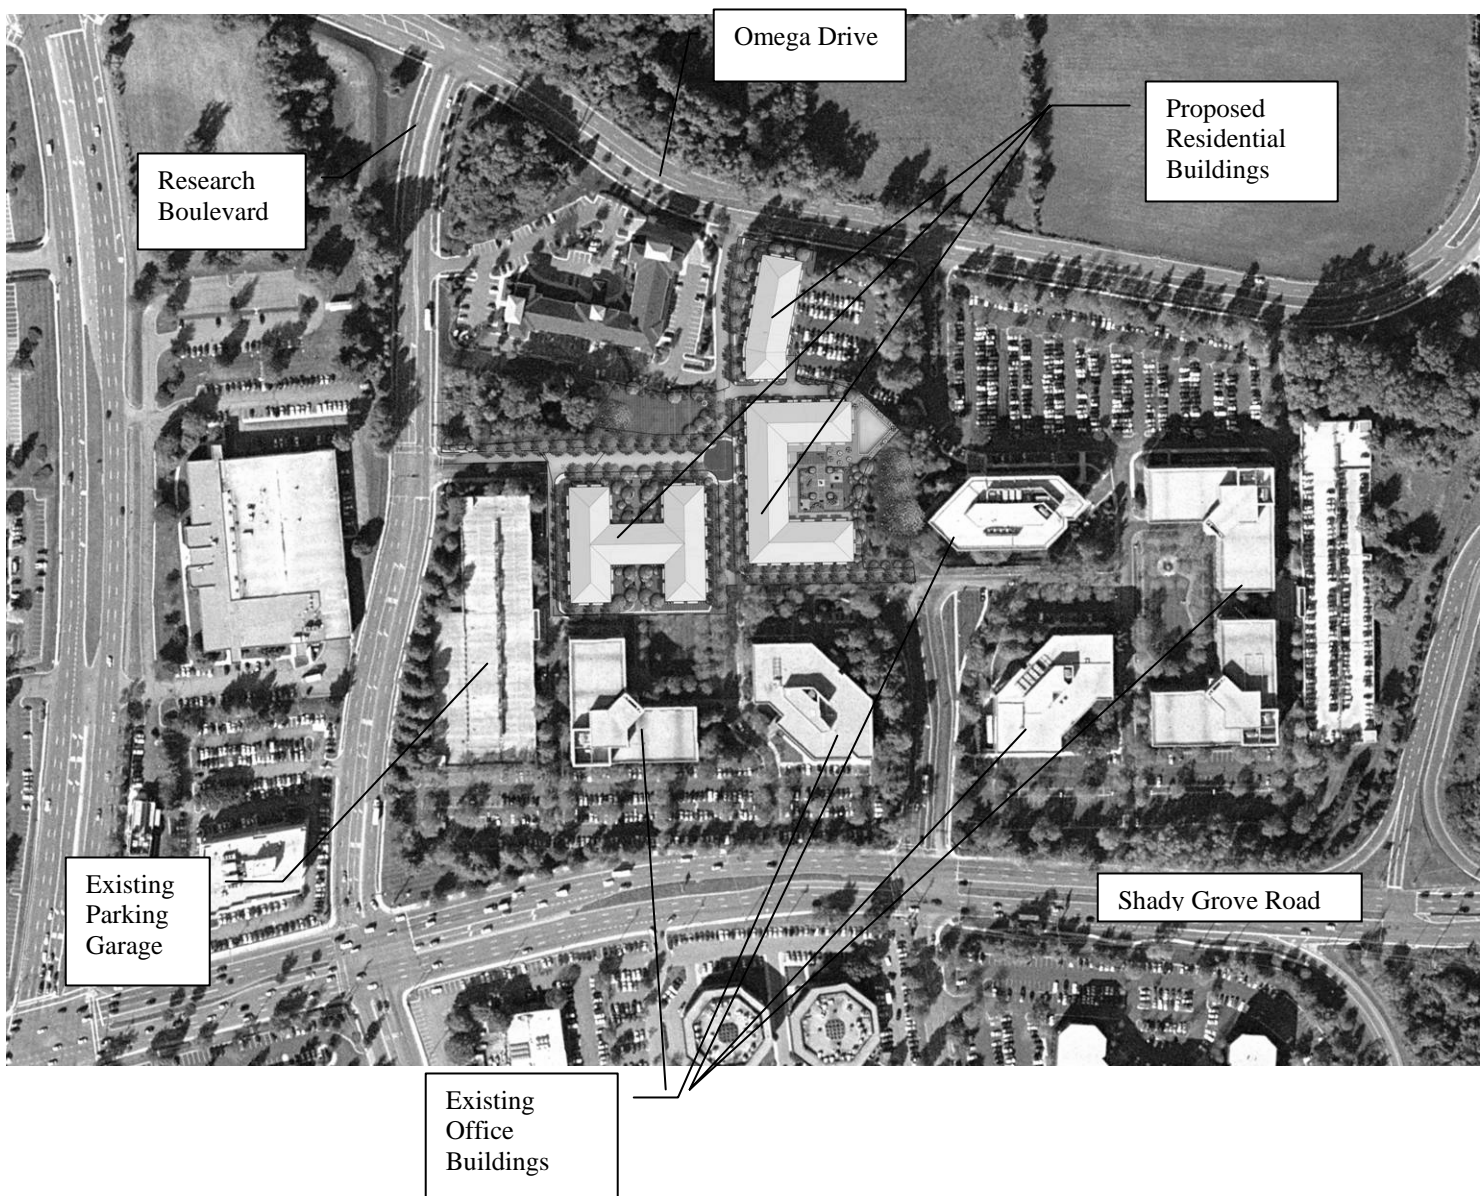 Omega Drive
Proposed
Residential
Buildings
Research
Boulevard
Existing
Parking
Garage
Shady Grove Road
Existing
Office
Buildings